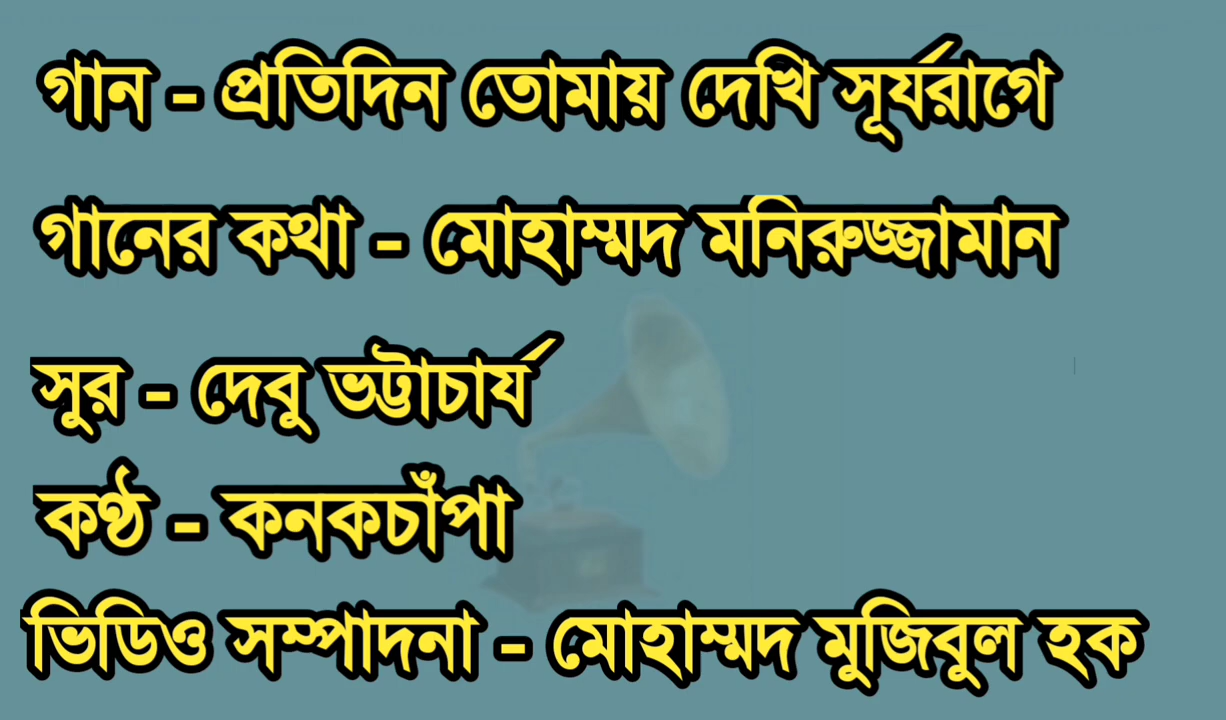 গান - প্রতিদিন তোমায় দেখি সূর্যরাগে
গানের কথা - মোহাম্মদ মনিরুজ্জামান
সুর - দেবু ভট্টাচার্য
কণ্ঠ - কনকচাঁপা
ভিডিও সম্পাদনা - মোহাম্মদ মুজিবুল হক